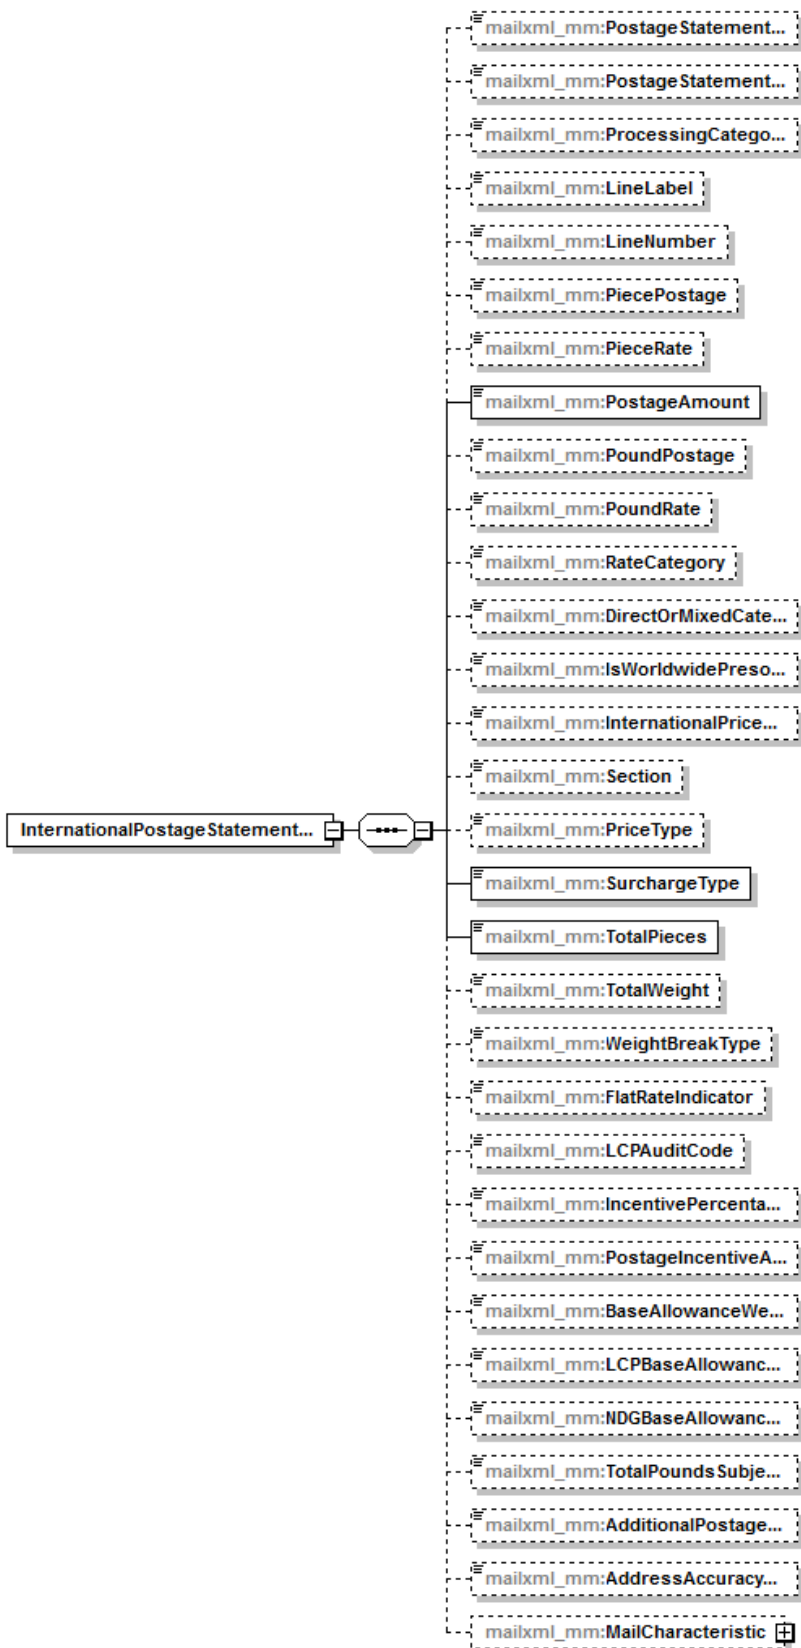 mailxml_mm:PostageStatement...
mailxml_mm:PostageStatement...
mailxml_mm:ProcessingCatego...
mailxml_mm:LineLabel
mailxml_mm:LineNumber
mailxml_mm:PiecePostage
mailxml_mm:PieceRate
mailxml_mm:PostageAmount
mailxml_mm:PoundPostage
mailxml_mm:PoundRate
mailxml_mm:RateCategory
mailxml_mm:DirectOrMixedCate...
mailxml_mm:IsWorldwidePreso...
mailxml_mm:InternationalPrice...
mailxml_mm:Section
InternationalPostageStatement...
mailxml_mm:PriceType
mailxml_mm:SurchargeType
mailxml_mm:TotalPieces
mailxml_mm:TotalWeight
mailxml_mm:WeightBreakType
mailxml_mm:FlatRateIndicator
mailxml_mm:LCPAuditCode
mailxml_mm:IncentivePercenta...
mailxml_mm:PostageIncentiveA...
mailxml_mm:BaseAllowanceWe...
mailxml_mm:LCPBaseAllowanc...
mailxml_mm:NDGBaseAllowanc...
mailxml_mm:TotalPoundsSubje...
mailxml_mm:AdditionalPostage...
mailxml_mm:AddressAccuracy...
mailxml_mm:MailCharacteristic